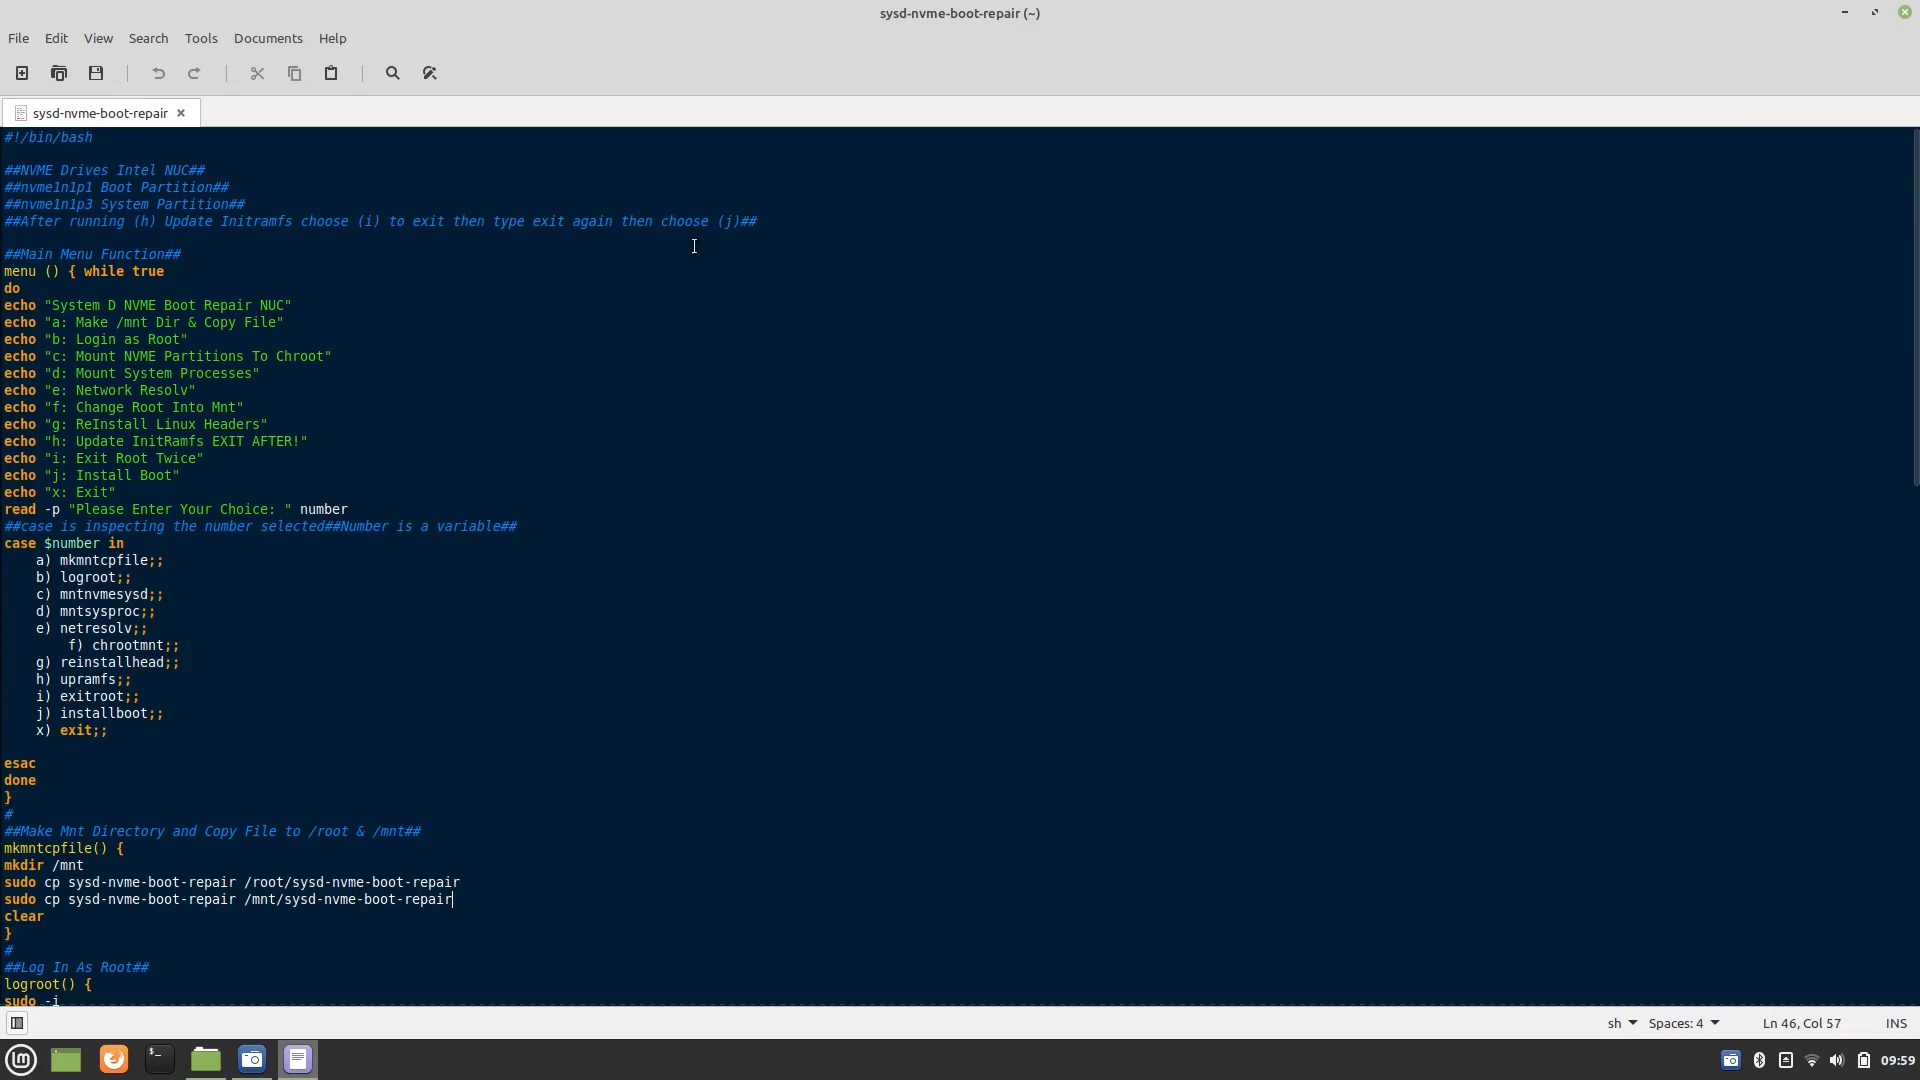 sysd-nvme-boot-repair (~)
File Edit View Search Tools Documents Help
sysd-nvme-boot-repair
#!/bin/bash
##NVME Drives Intel NUC##
##nvme1n1p1 Boot Partition##
##nvme1n1p3 System Partition##
##After running (h) Update Initramfs choose (i) to exit then type exit again then choose (j)##
##Main Menu Function##
menu () { while true
do
echo "System D NVME Boot Repair NUC"
echo "a: Make /mnt Dir & Copy File"
echo "b: Login as Root"
echo "c: Mount NVME Partitions To Chroot"
echo "d: Mount System Processes"
echo "e: Network Resolv"
echo "f: Change Root Into Mnt"
echo "g: ReInstall Linux Headers"
echo "h: Update InitRamfs EXIT AFTER!"
echo "i: Exit Root Twice"
echo "j: Install Boot"
echo "x: Exit"
read -p "Please Enter Your Choice: " number
##case is inspecting the number selected##Number is a variable##
case $number in
    a) mkmntcpfile;;
    b) logroot;;
    c) mntnvmesysd;;
    d) mntsysproc;;
    e) netresolv;;
        f) chrootmnt;;
    g) reinstallhead;;
    h) upramfs;;
    i) exitroot;;
    j) installboot;;
    x) exit;;
esac
done
}
#
##Make Mnt Directory and Copy File to /root & /mnt##
mkmntcpfile() {
mkdir /mnt
sudo cp sysd-nvme-boot-repair /root/sysd-nvme-boot-repair
sudo cp sysd-nvme-boot-repair /mnt/sysd-nvme-boot-repair
clear
}
#
##Log In As Root##
logroot() {
sudo -i
sh Spaces: 4 Ln 46, Col 57 INS
09:59